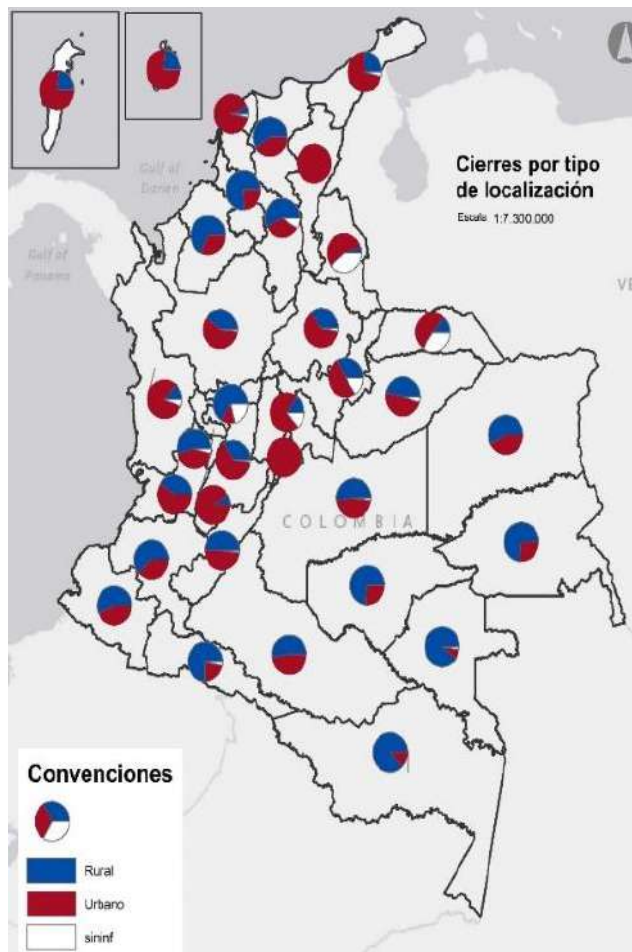 Cierres por tipo
de localización
Escala 1:7.300.000
Gulf of
Darien
Gulf of
Panama
VE
COLOMBIA
Convenciones
Rural
Urbano
sininf